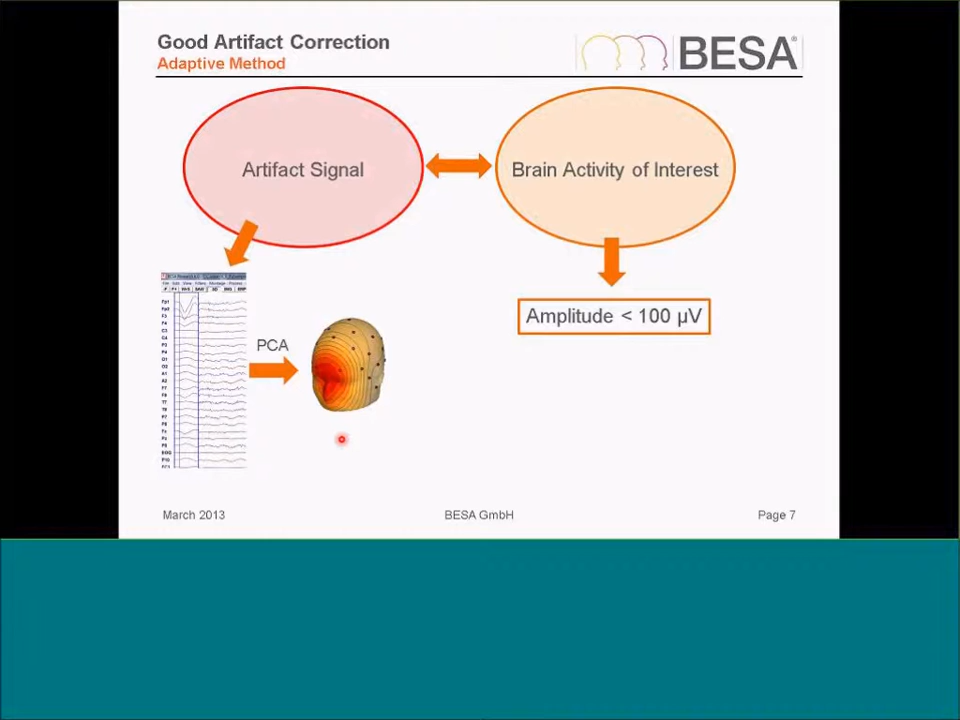 Good Artifact Correction
Adaptive Method
BESA®
Artifact Signal
Brain Activity of Interest
Amplitude < 100 µV
PCA
March 2013
BESA GmbH
Page 7